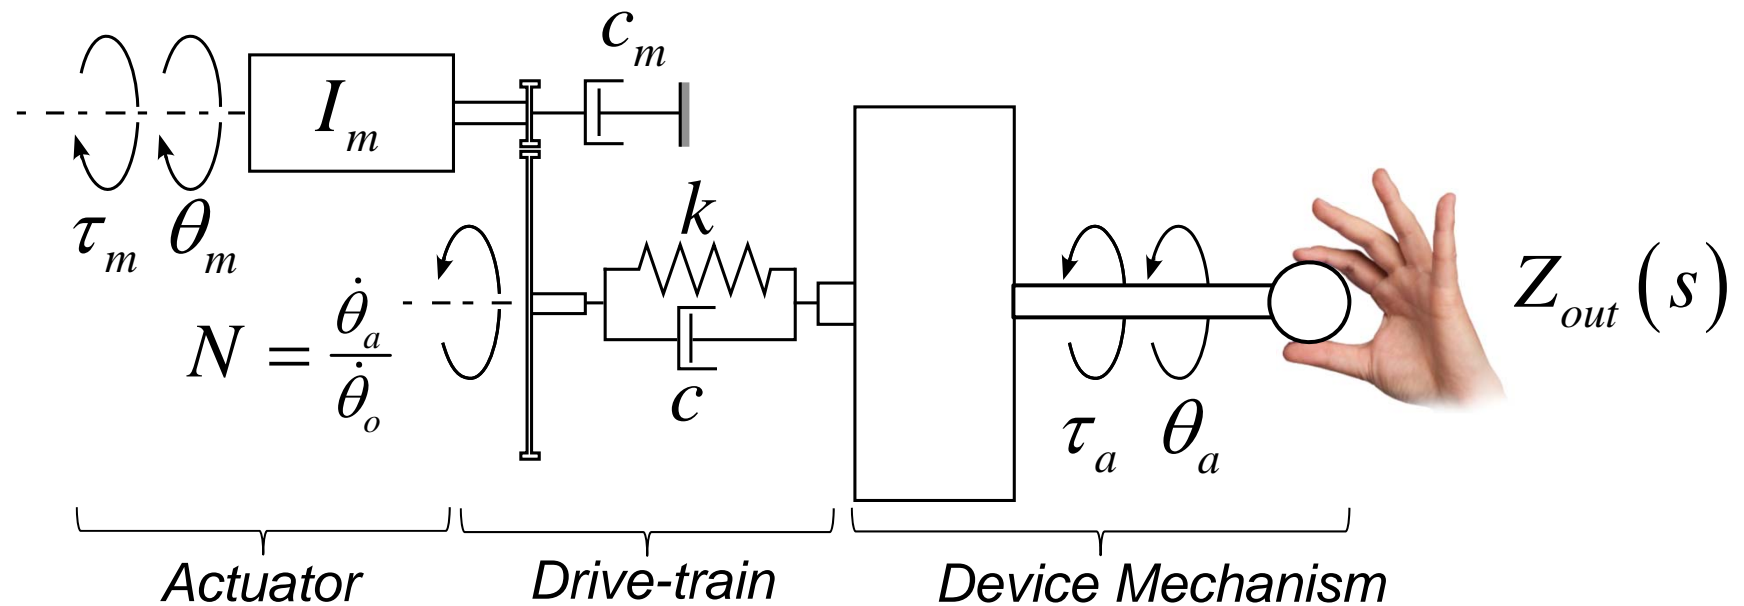 c_m
I_m
τ_m θ_m
k
Z_out (s)
N = θ̇_a / θ̇_o
c
τ_a θ_a
Actuator
Drive-train
Device Mechanism